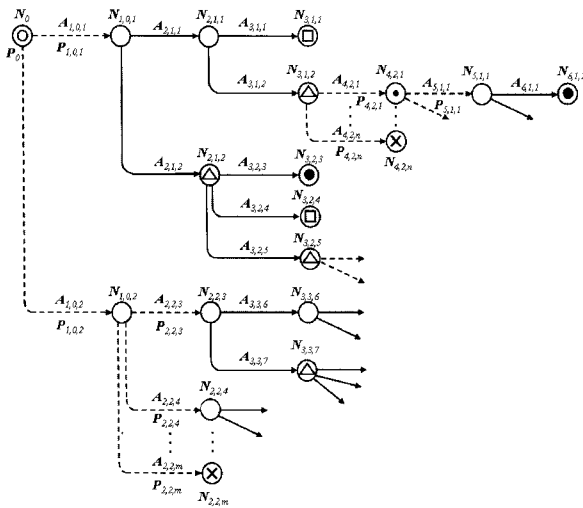 N0 A1,0,1 N1,0,1 A2,1,1 N2,1,1 A3,1,1 N3,1,1
P0 P1,0,1
A3,1,2 N3,1,2 A4,2,1 N4,2,1 A5,1,1 N5,1,1 A6,1,1 N6,1,1
P4,2,1 P5,1,1
A4,2,n
P4,2,n N4,2,n
A2,1,2 N2,1,2 A3,2,3 N3,2,3
A3,2,4 N3,2,4
A3,2,5 N3,2,5
A1,0,2 N1,0,2 A2,2,3 N2,2,3 A3,3,6 N3,3,6
P1,0,2 P2,2,3
A3,3,7 N3,3,7
A2,2,4 N2,2,4
P2,2,4
A2,2,m
P2,2,m N2,2,m